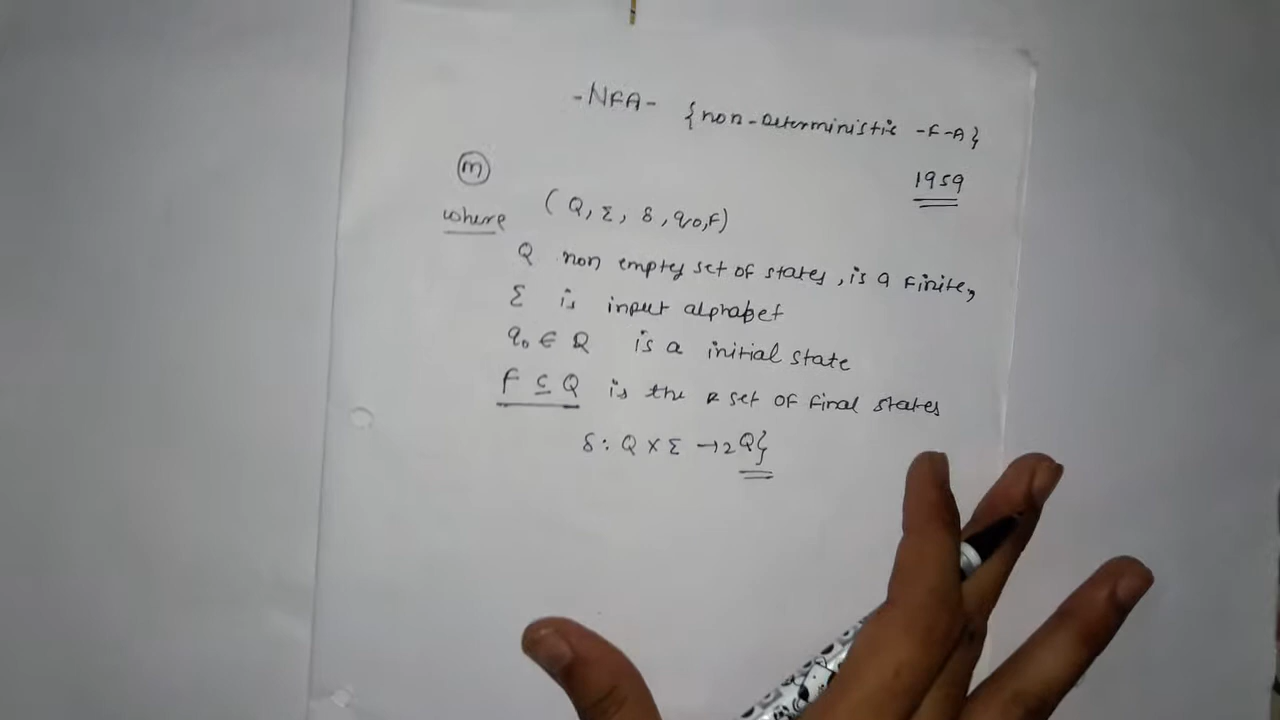 -NFA- {non-Deterministic -F-A}
1959
m
where (Q, Σ, δ, q0, F)
Q non empty set of states, is a finite,
Σ is input alphabet
q0 ∈ Q is a initial state
F ⊆ Q is the set of final states
δ: Q × Σ → 2Q}